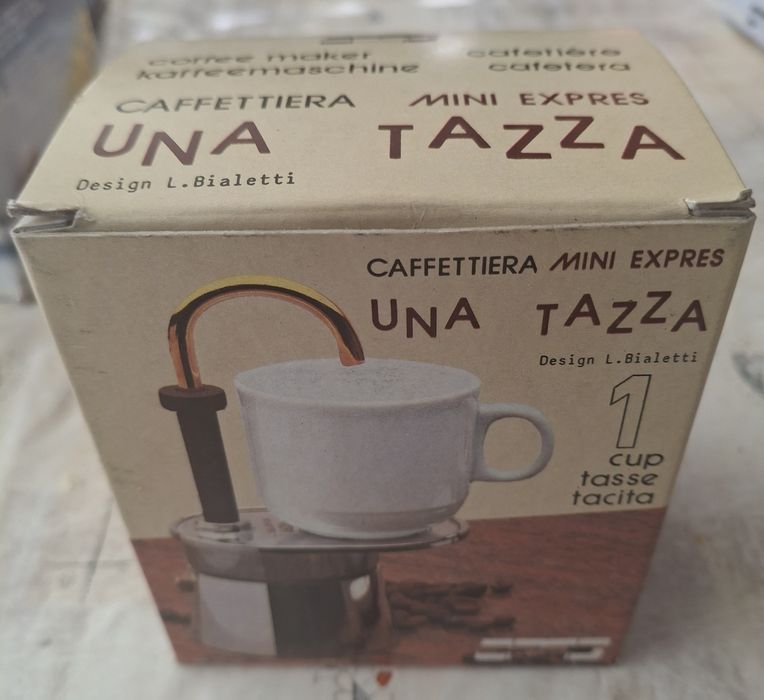 coffee maker cafetière
kaffeemaschine cafetera
CAFFETTIERA MINI EXPRES
UNA TAZZA
Design L.Bialetti
CAFFETTIERA MINI EXPRES
UNA TAZZA
Design L.Bialetti
1
cup
tasse
tacita